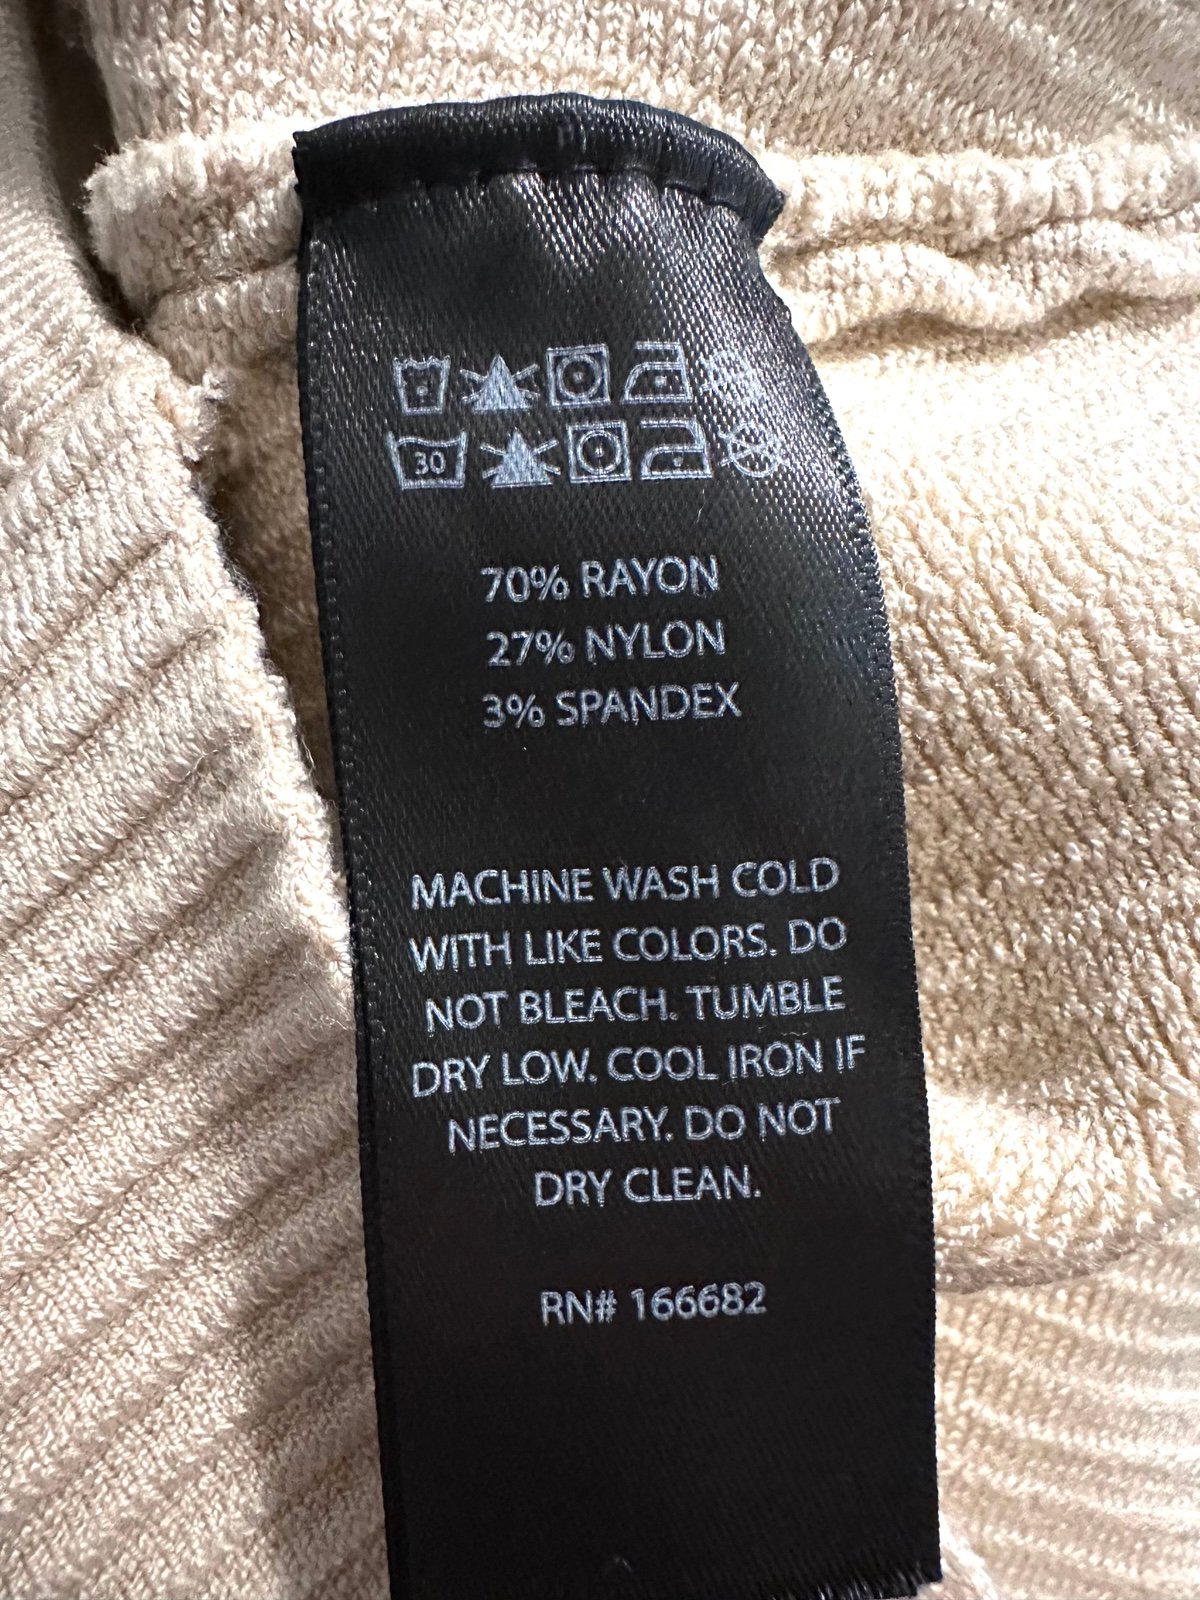 30
70% RAYON
27% NYLON
3% SPANDEX
MACHINE WASH COLD
WITH LIKE COLORS. DO
NOT BLEACH. TUMBLE
DRY LOW. COOL IRON IF
NECESSARY. DO NOT
DRY CLEAN.
RN# 166682